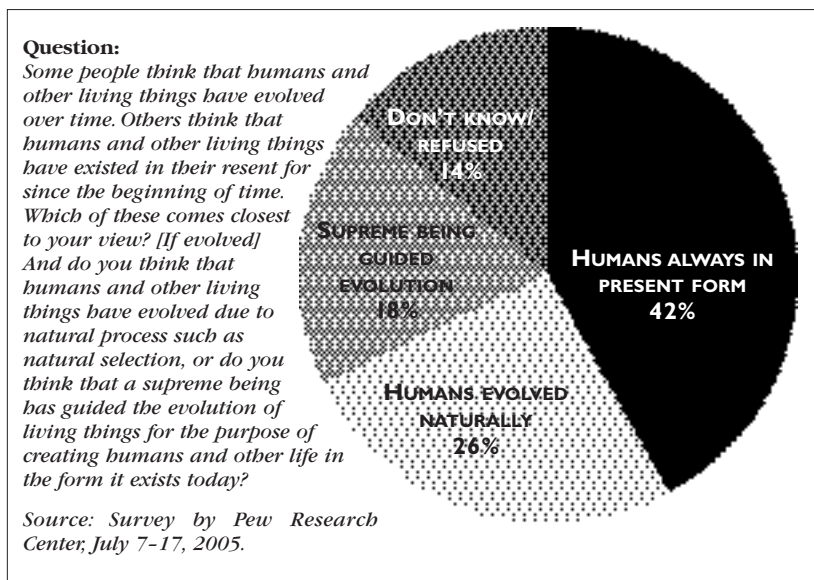 Question:
Some people think that humans and
other living things have evolved
over time. Others think that
humans and other living things
have existed in their resent for
since the beginning of time.
Which of these comes closest
to your view? [If evolved]
And do you think that
humans and other living
things have evolved due to
natural process such as
natural selection, or do you
think that a supreme being
has guided the evolution of
living things for the purpose of
creating humans and other life in
the form it exists today?
Source: Survey by Pew Research
Center, July 7–17, 2005.
DON'T KNOW/
REFUSED
14%
SUPREME BEING
GUIDED
EVOLUTION
18%
HUMANS ALWAYS IN
PRESENT FORM
42%
HUMANS EVOLVED
NATURALLY
26%